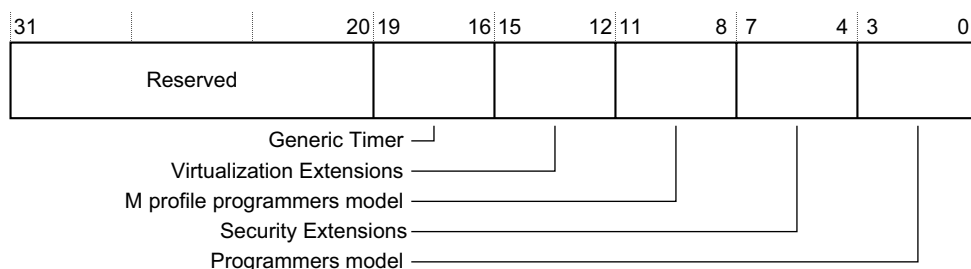 31 20 19 16 15 12 11 8 7 4 3 0
Reserved
Generic Timer
Virtualization Extensions
M profile programmers model
Security Extensions
Programmers model